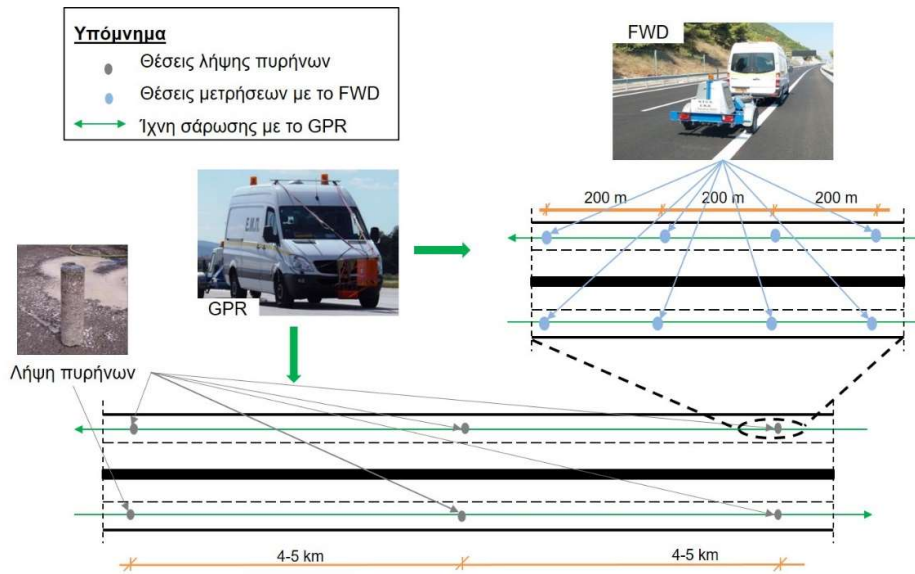 Υπόμνημα
Θέσεις λήψης πυρήνων
Θέσεις μετρήσεων με το FWD
Ίχνη σάρωσης με το GPR
FWD
200 m
200 m
200 m
Ε.Μ.Π.
GPR
Λήψη πυρήνων
4-5 km
4-5 km